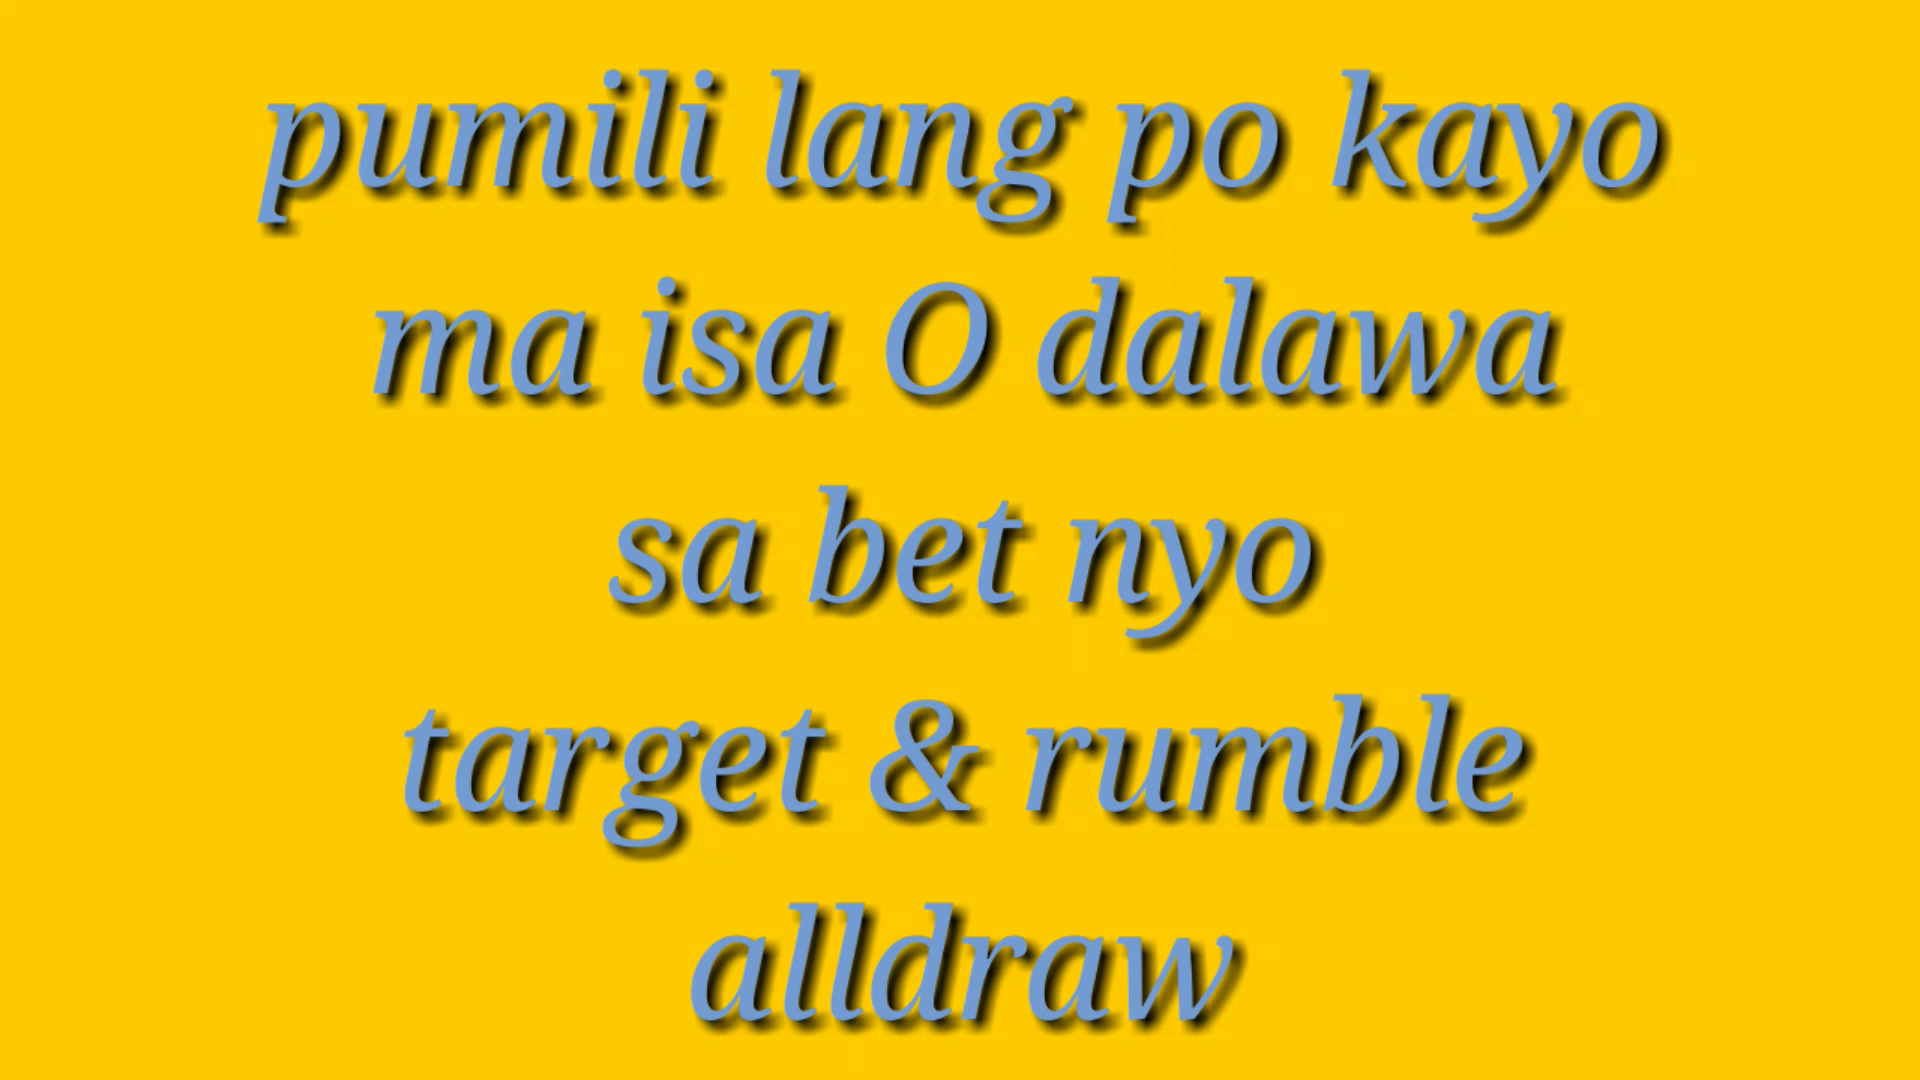 pumili lang po kayo
ma isa O dalawa
sa bet nyo
target & rumble
alldraw